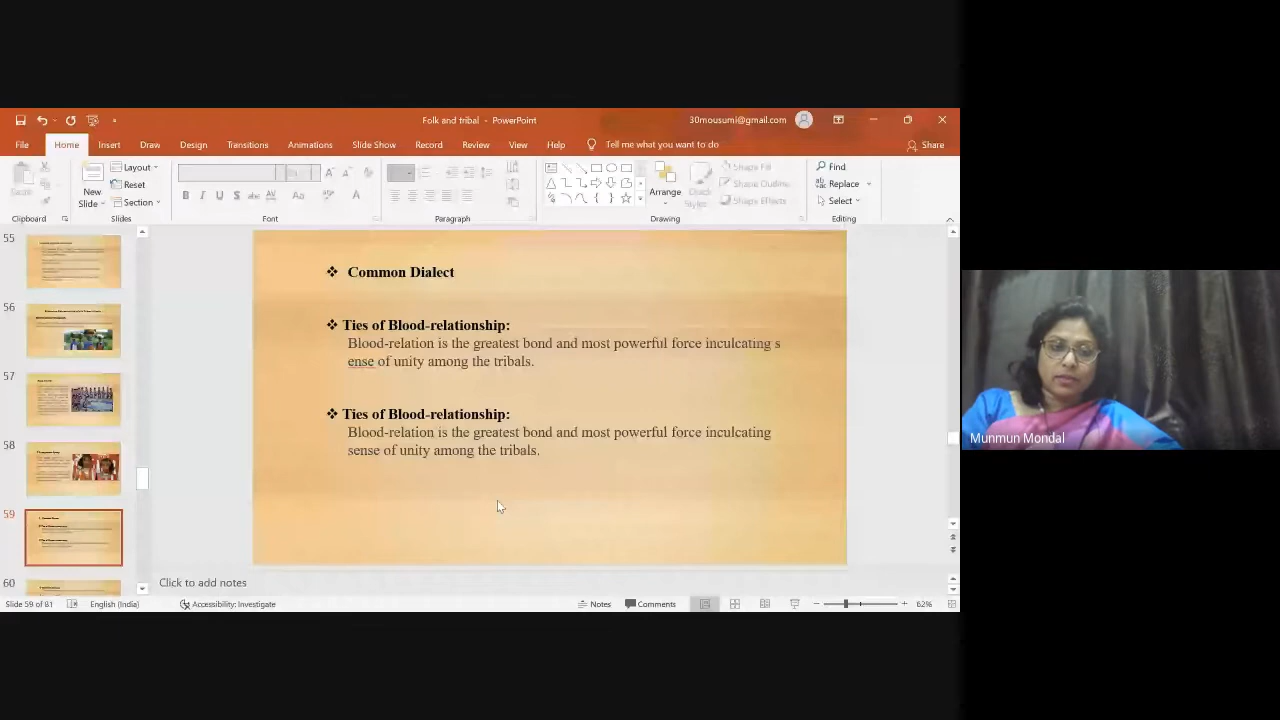 Folk and tribal - PowerPoint
30mousumi@gmail.com
File Home Insert Draw Design Transitions Animations Slide Show Record Review View Help Tell me what you want to do Share
Paste
New
Slide
Layout
Reset
Section
B I U S abc AV Aa A
Arrange
Quick
Styles
Shape Fill
Shape Outline
Shape Effects
Find
Replace
Select
Clipboard Slides Font Paragraph Drawing Editing
55
56
57
58
59
60
❖ Common Dialect
❖ Ties of Blood-relationship:
Blood-relation is the greatest bond and most powerful force inculcating s
ense of unity among the tribals.
❖ Ties of Blood-relationship:
Blood-relation is the greatest bond and most powerful force inculcating
sense of unity among the tribals.
Munmun Mondal
Click to add notes
Slide 59 of 81 English (India) Accessibility: Investigate Notes Comments 62%